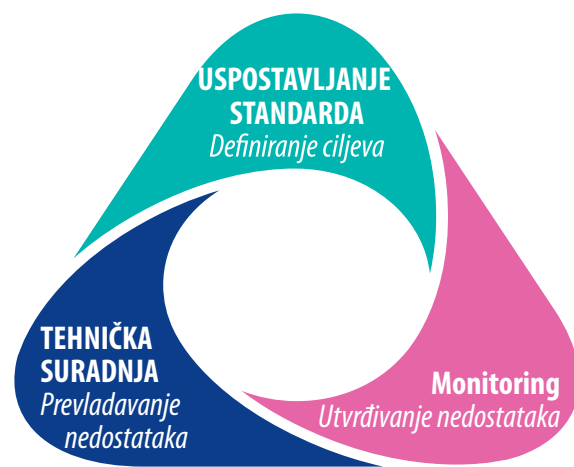 USPOSTAVLJANJE
STANDARDA
Definiranje ciljeva
TEHNIČKA
SURADNJA
Prevladavanje
nedostataka
Monitoring
Utvrđivanje nedostataka